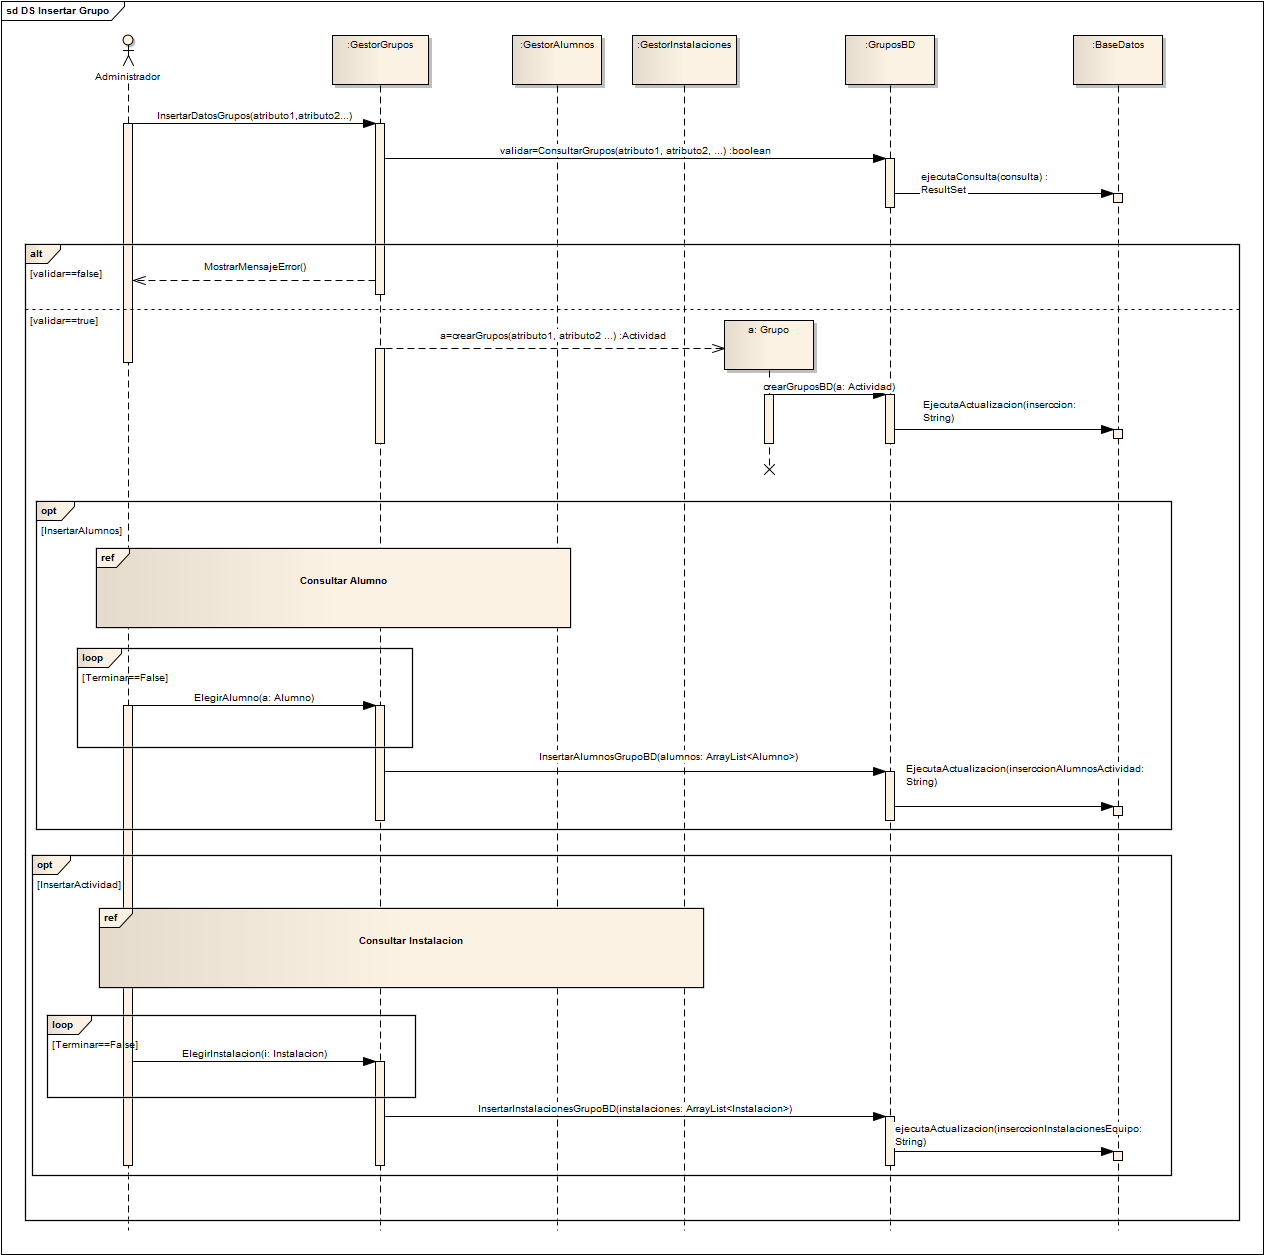 sd DS Insertar Grupo
:GestorGrupos
:GestorAlumnos
:GestorInstalaciones
:GruposBD
:BaseDatos
Administrador
InsertarDatosGrupos(atributo1,atributo2...)
validar=ConsultarGrupos(atributo1, atributo2, ...) :boolean
ejecutaConsulta(consulta) :
ResultSet
alt
[validar==false]
MostrarMensajeError()
[validar==true]
a: Grupo
a=crearGrupos(atributo1, atributo2 ...) :Actividad
crearGruposBD(a: Actividad)
EjecutaActualizacion(inserccion:
String)
opt
[InsertarAlumnos]
ref
Consultar Alumno
loop
[Terminar==False]
ElegirAlumno(a: Alumno)
InsertarAlumnosGrupoBD(alumnos: ArrayList<Alumno>)
EjecutaActualizacion(inserccionAlumnosActividad:
String)
opt
[InsertarActividad]
ref
Consultar Instalacion
loop
[Terminar==False]
ElegirInstalacion(i: Instalacion)
InsertarInstalacionesGrupoBD(instalaciones: ArrayList<Instalacion>)
ejecutaActualizacion(inserccionInstalacionesEquipo:
String)